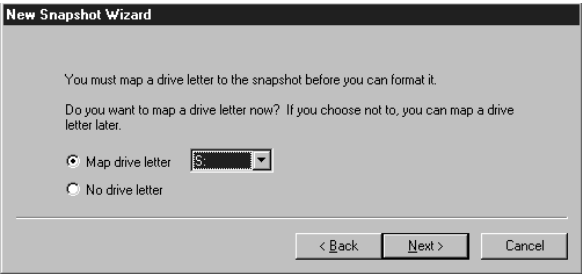 New Snapshot Wizard
You must map a drive letter to the snapshot before you can format it.
Do you want to map a drive letter now?  If you choose not to, you can map a drive
letter later.
Map drive letter S:
No drive letter
< Back Next > Cancel